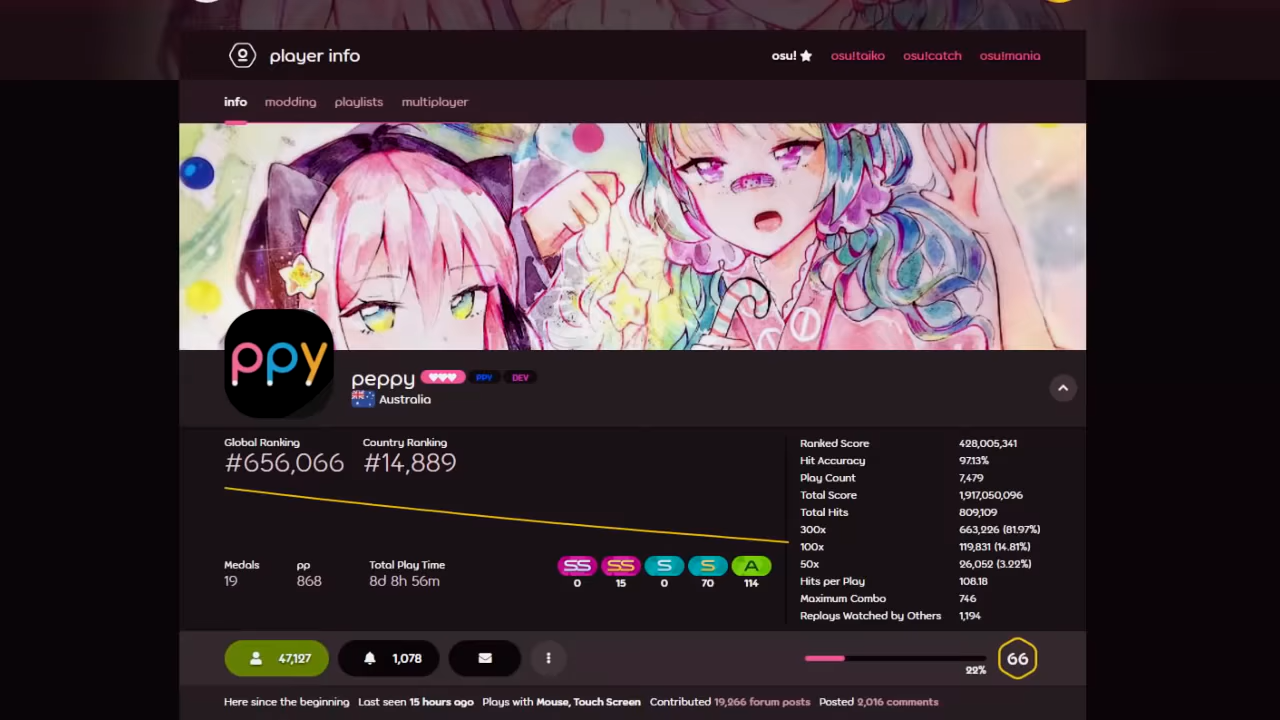 player info
osu! osu!taiko osu!catch osu!mania
info modding playlists multiplayer
ppy
peppy PPY DEV
Australia
Global Ranking Country Ranking
#656,066 #14,889
Medals pp Total Play Time
19 868 8d 8h 56m
SS SS S S A
0 15 0 70 114
Ranked Score 428,005,341
Hit Accuracy 97.13%
Play Count 7,479
Total Score 1,917,050,096
Total Hits 809,109
300x 663,226 (81.97%)
100x 119,831 (14.81%)
50x 26,052 (3.22%)
Hits per Play 108.18
Maximum Combo 746
Replays Watched by Others 1,194
47,127 1,078
22% 66
Here since the beginning Last seen 15 hours ago Plays with Mouse, Touch Screen Contributed 19,266 forum posts Posted 2,016 comments